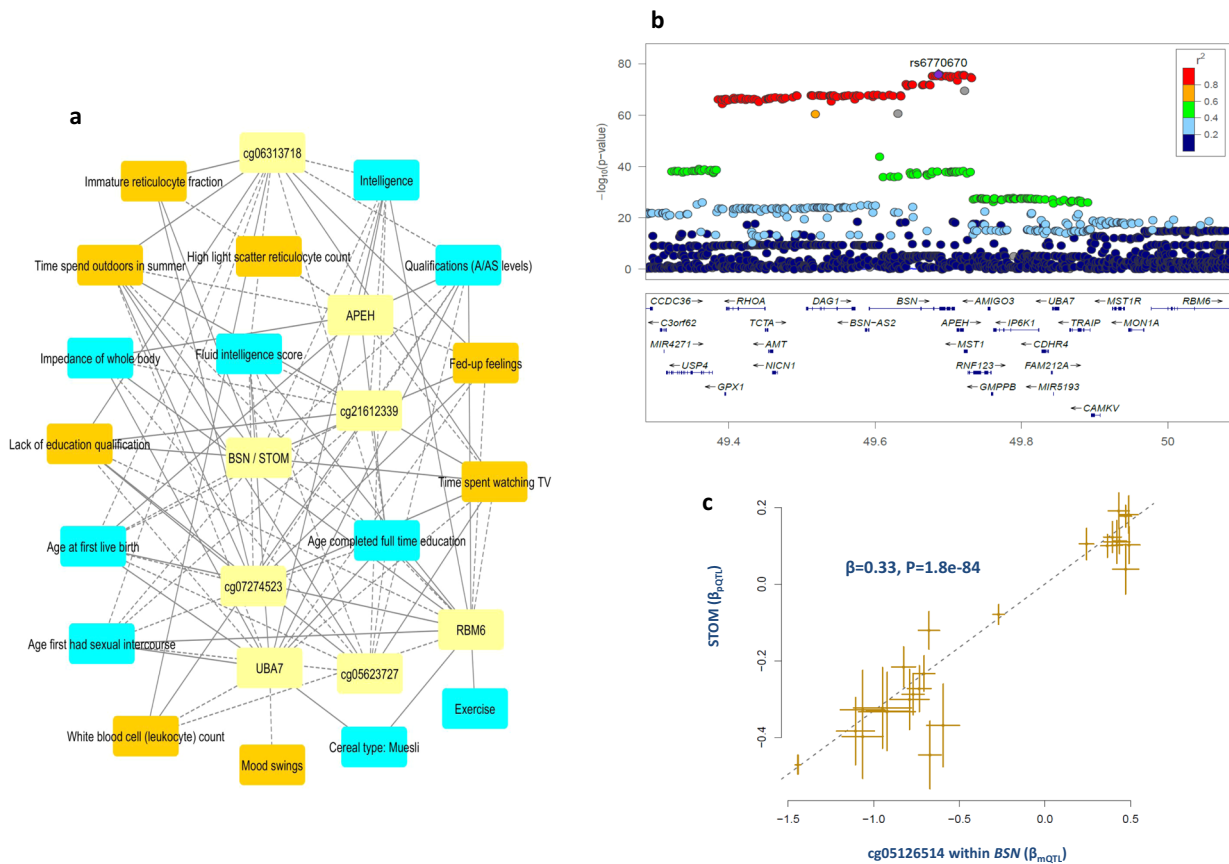 a
cg06313718
Immature reticulocyte fraction
Intelligence
Time spend outdoors in summer
High light scatter reticulocyte count
Qualifications (A/AS levels)
APEH
Impedance of whole body
Fluid intelligence score
Fed-up feelings
cg21612339
Lack of education qualification
BSN / STOM
Time spent watching TV
Age at first live birth
Age completed full time education
cg07274523
Age first had sexual intercourse
RBM6
UBA7
cg05623727
Exercise
White blood cell (leukocyte) count
Cereal type: Muesli
Mood swings
b
rs6770670
r²
0.8
0.6
0.4
0.2
−log₁₀(p−value)
80
60
40
20
0
CCDC36→ ←RHOA DAG1→ BSN→ ←AMIGO3 UBA7→ ←MST1R RBM6→
←C3orf62 TCTA→ ←BSN−AS2 APEH→ ←IP6K1 ←TRAIP ←MON1A
MIR4271→ ←AMT ←MST1 ←CDHR4
←USP4 ←NICN1 RNF123→ FAM212A→
←GPX1 ←GMPPB ←MIR5193
←CAMKV
49.4 49.6 49.8 50
c
β=0.33, P=1.8e-84
STOM (βpQTL)
0.2
0.0
−0.2
−0.4
−1.5 −1.0 −0.5 0.0 0.5
cg05126514 within BSN (βmQTL)